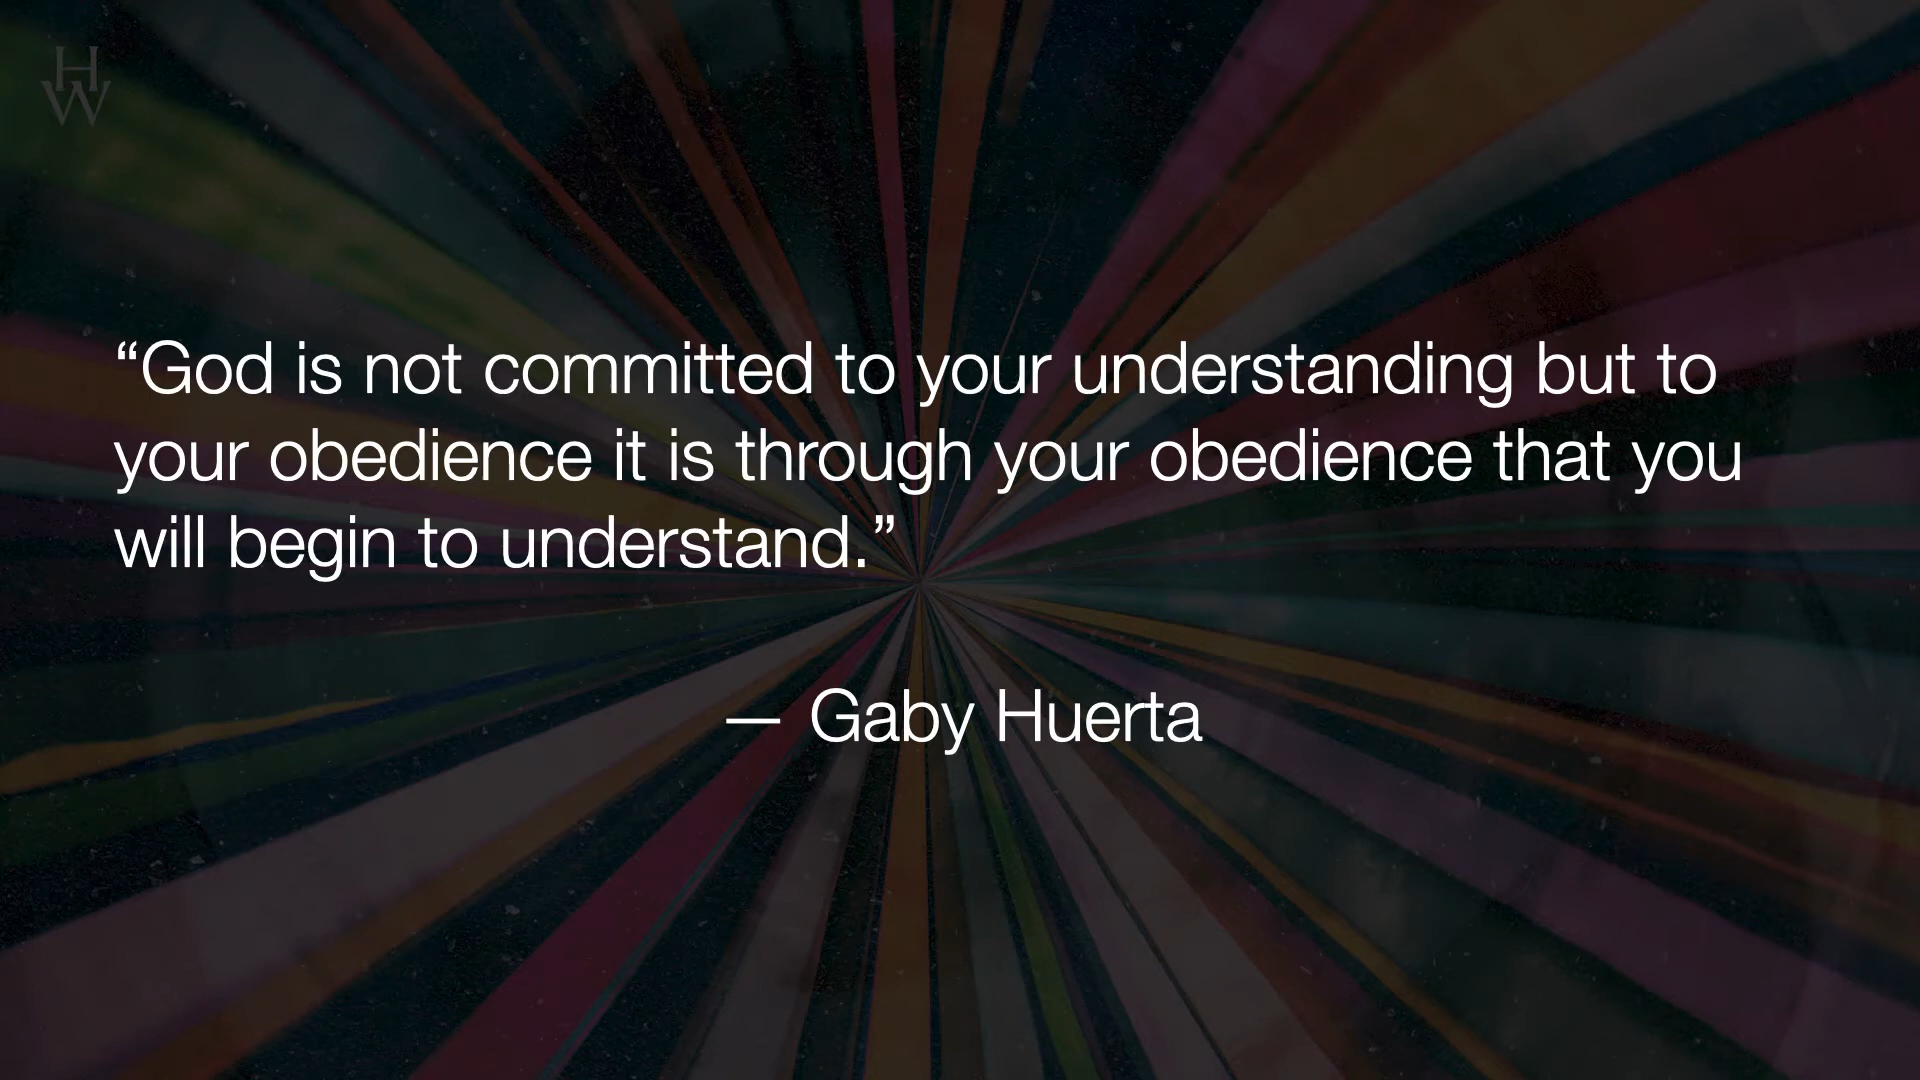 H
W
“God is not committed to your understanding but to
your obedience it is through your obedience that you
will begin to understand.”
— Gaby Huerta